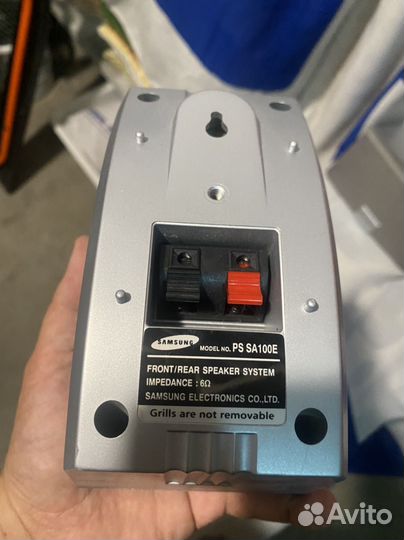 SAMSUNG MODEL NO. PS SA100E
FRONT/REAR SPEAKER SYSTEM
IMPEDANCE : 6Ω
SAMSUNG ELECTRONICS CO.,LTD.
Grills are not removable
Avito